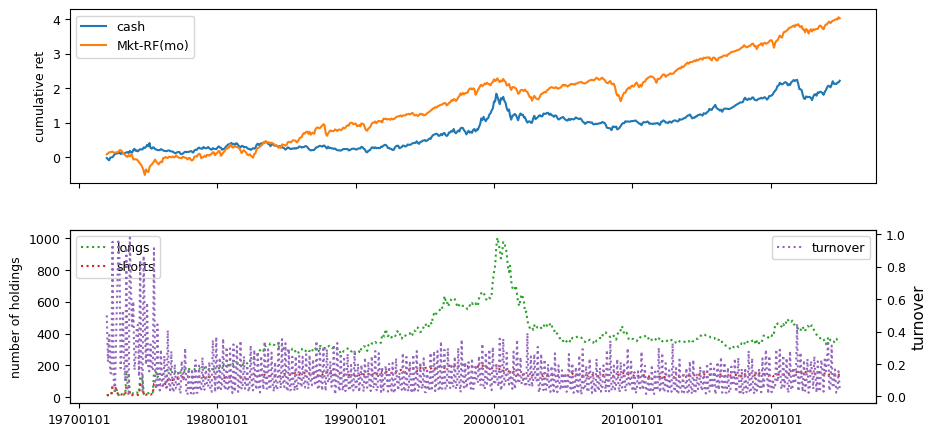 cash
Mkt-RF(mo)
cumulative ret
4
3
2
1
0
longs
shorts
turnover
number of holdings
1000
800
600
400
200
0
1.0
0.8
0.6
0.4
0.2
0.0
turnover
19700101
19800101
19900101
20000101
20100101
20200101